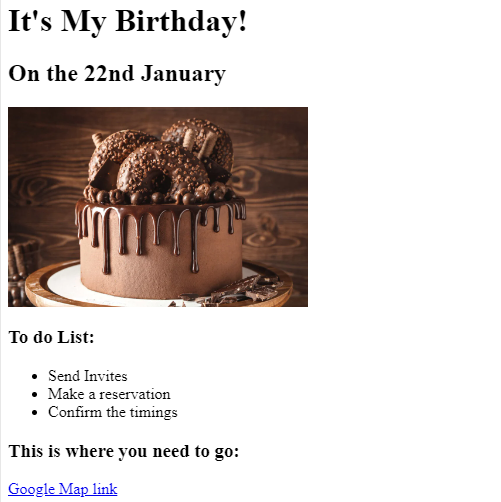 It's My Birthday!
On the 22nd January
To do List:
Send Invites
Make a reservation
Confirm the timings
This is where you need to go:
Google Map link